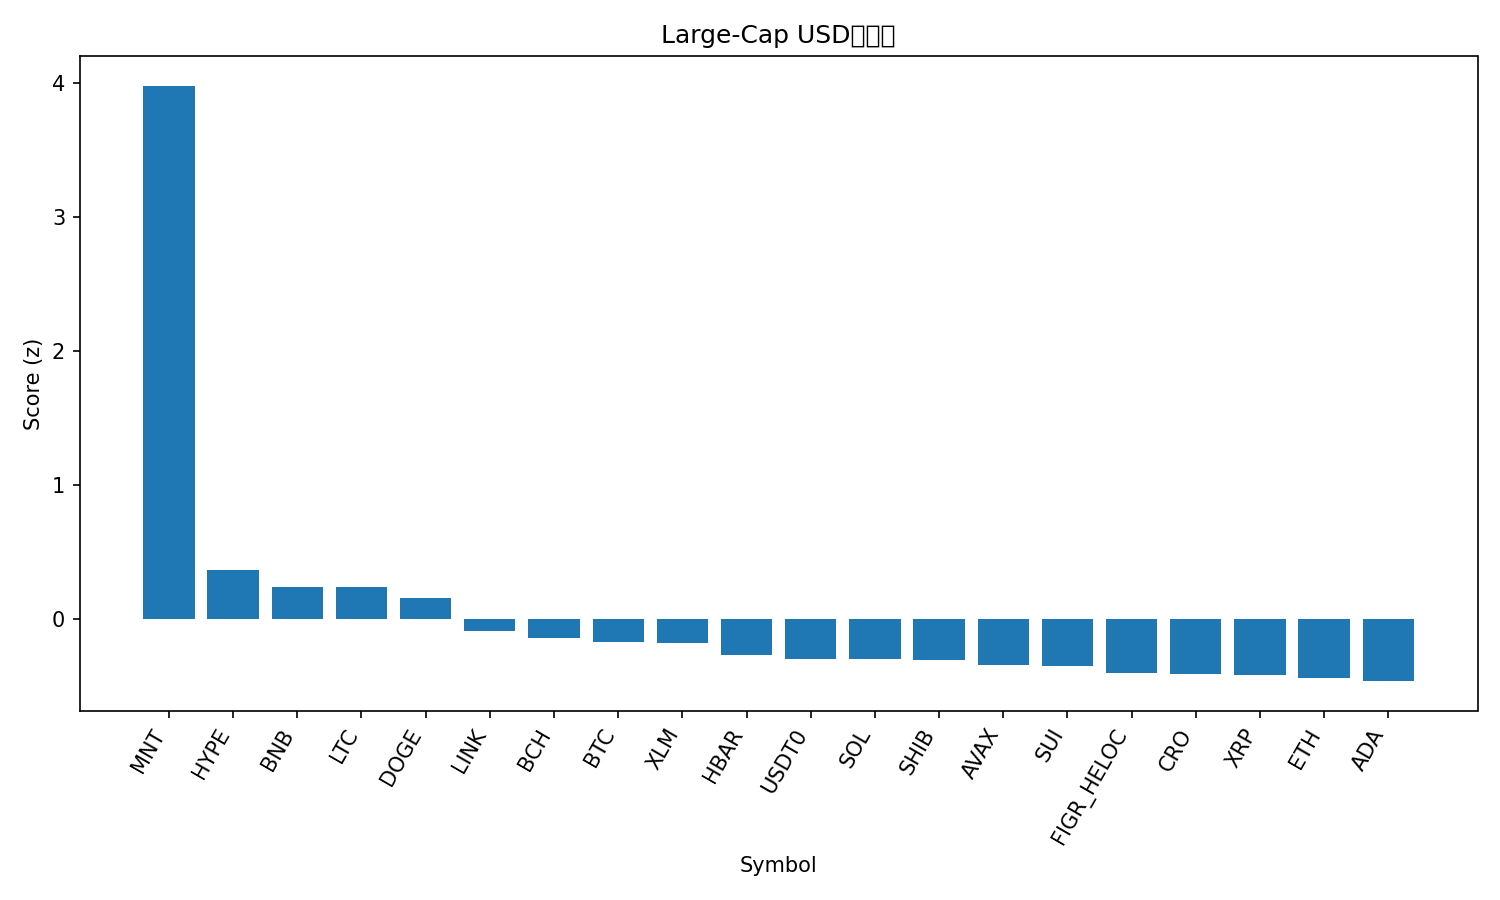 Large-Cap USD
Score (z)
4
3
2
1
0
MNT
HYPE
BNB
LTC
DOGE
LINK
BCH
BTC
XLM
HBAR
USDT0
SOL
SHIB
AVAX
SUI
FIGR_HELOC
CRO
XRP
ETH
ADA
Symbol